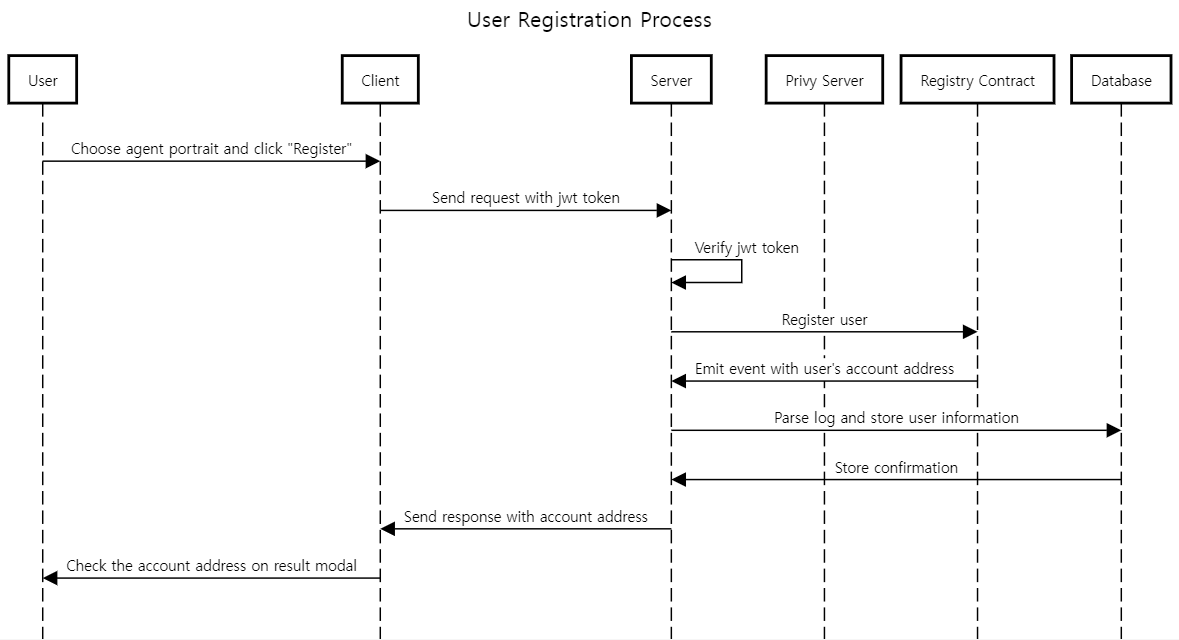 User Registration Process
User
Client
Server
Privy Server
Registry Contract
Database
Choose agent portrait and click "Register"
Send request with jwt token
Verify jwt token
Register user
Emit event with user's account address
Parse log and store user information
Store confirmation
Send response with account address
Check the account address on result modal